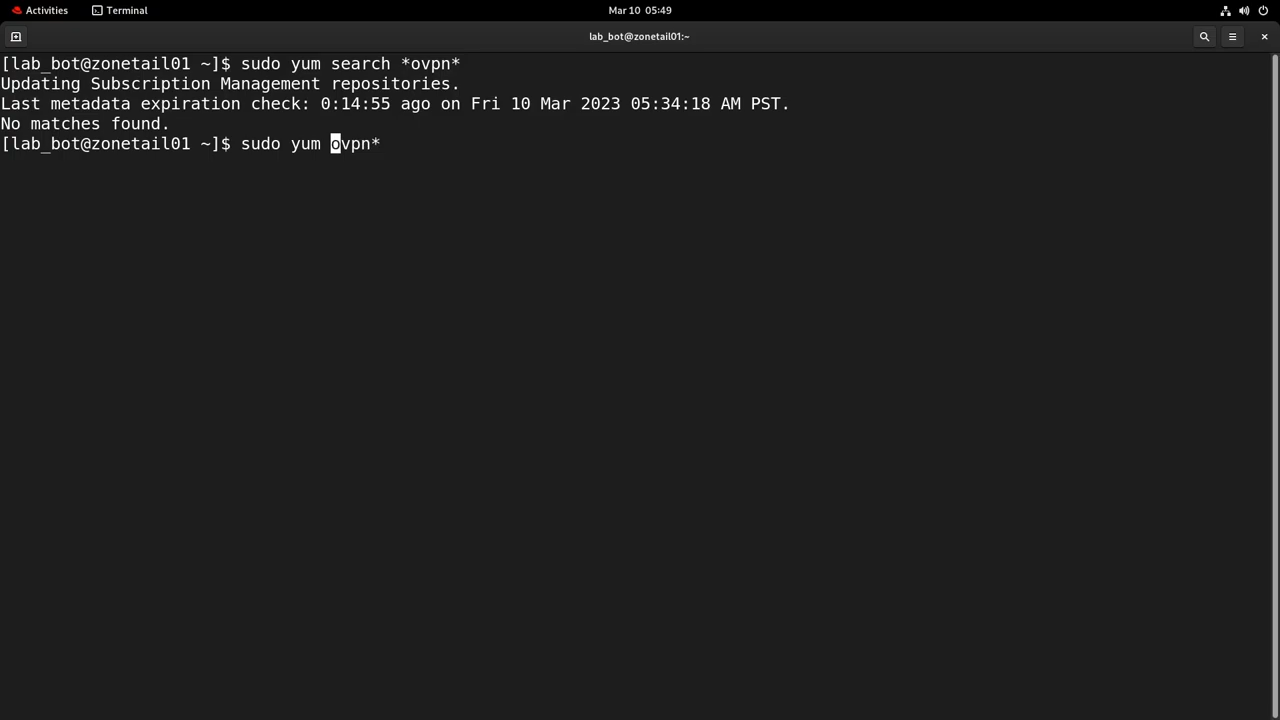 Activities Terminal Mar 10 05:49
lab_bot@zonetail01:~
[lab_bot@zonetail01 ~]$ sudo yum search *ovpn*
Updating Subscription Management repositories.
Last metadata expiration check: 0:14:55 ago on Fri 10 Mar 2023 05:34:18 AM PST.
No matches found.
[lab_bot@zonetail01 ~]$ sudo yum ovpn*